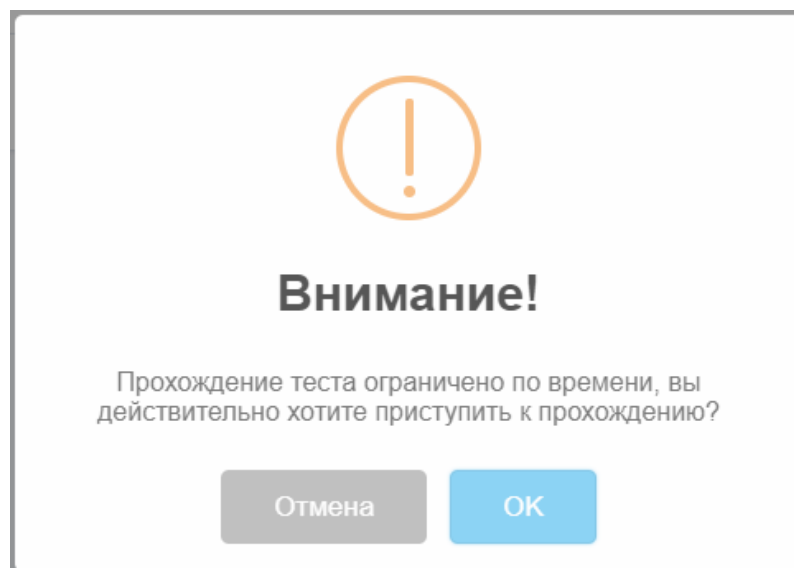 Внимание!
Прохождение теста ограничено по времени, вы
действительно хотите приступить к прохождению?
Отмена
OK